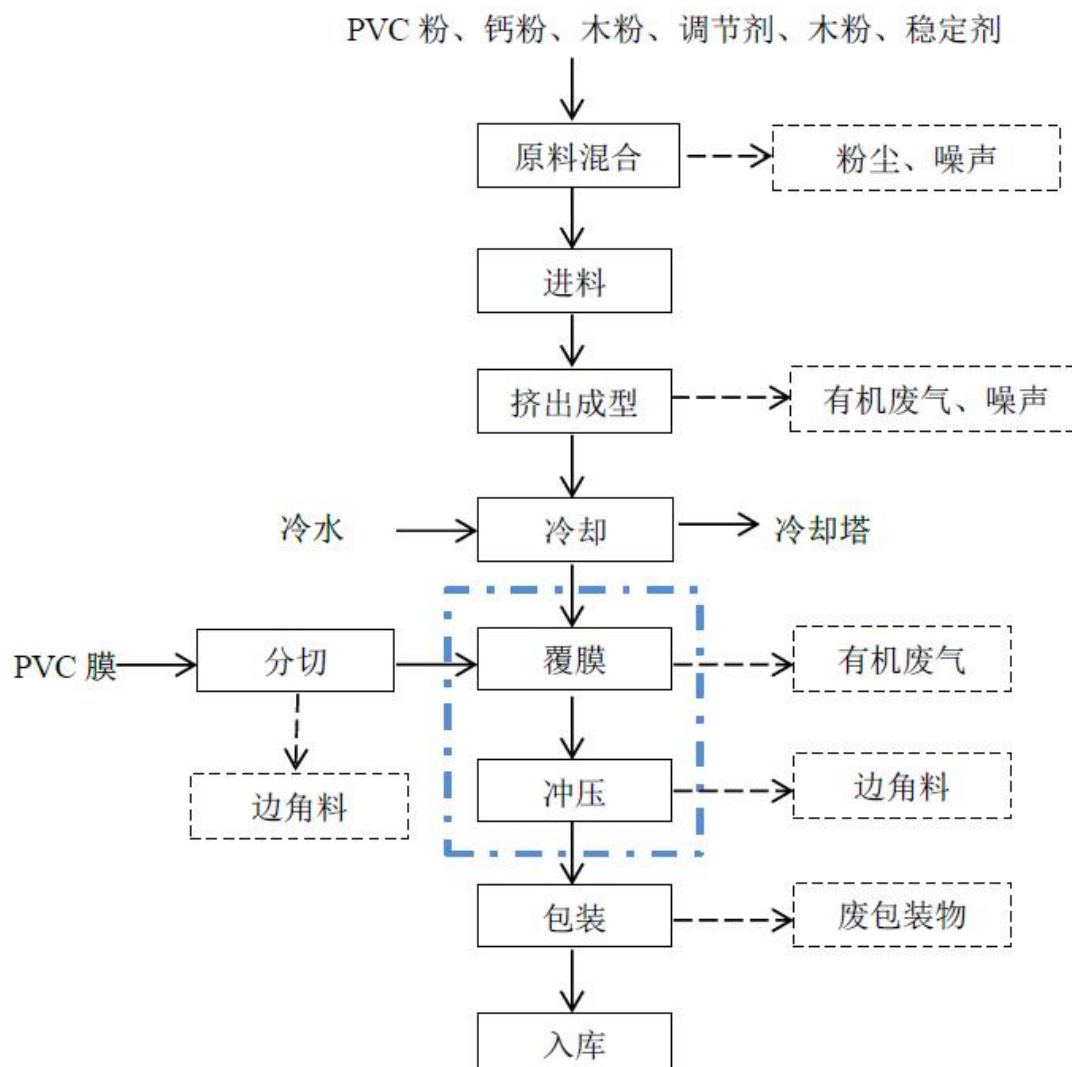 PVC 粉、钙粉、木粉、调节剂、木粉、稳定剂
原料混合
粉尘、噪声
进料
挤出成型
有机废气、噪声
冷水
冷却
冷却塔
PVC 膜
分切
覆膜
有机废气
边角料
冲压
边角料
包装
废包装物
入库